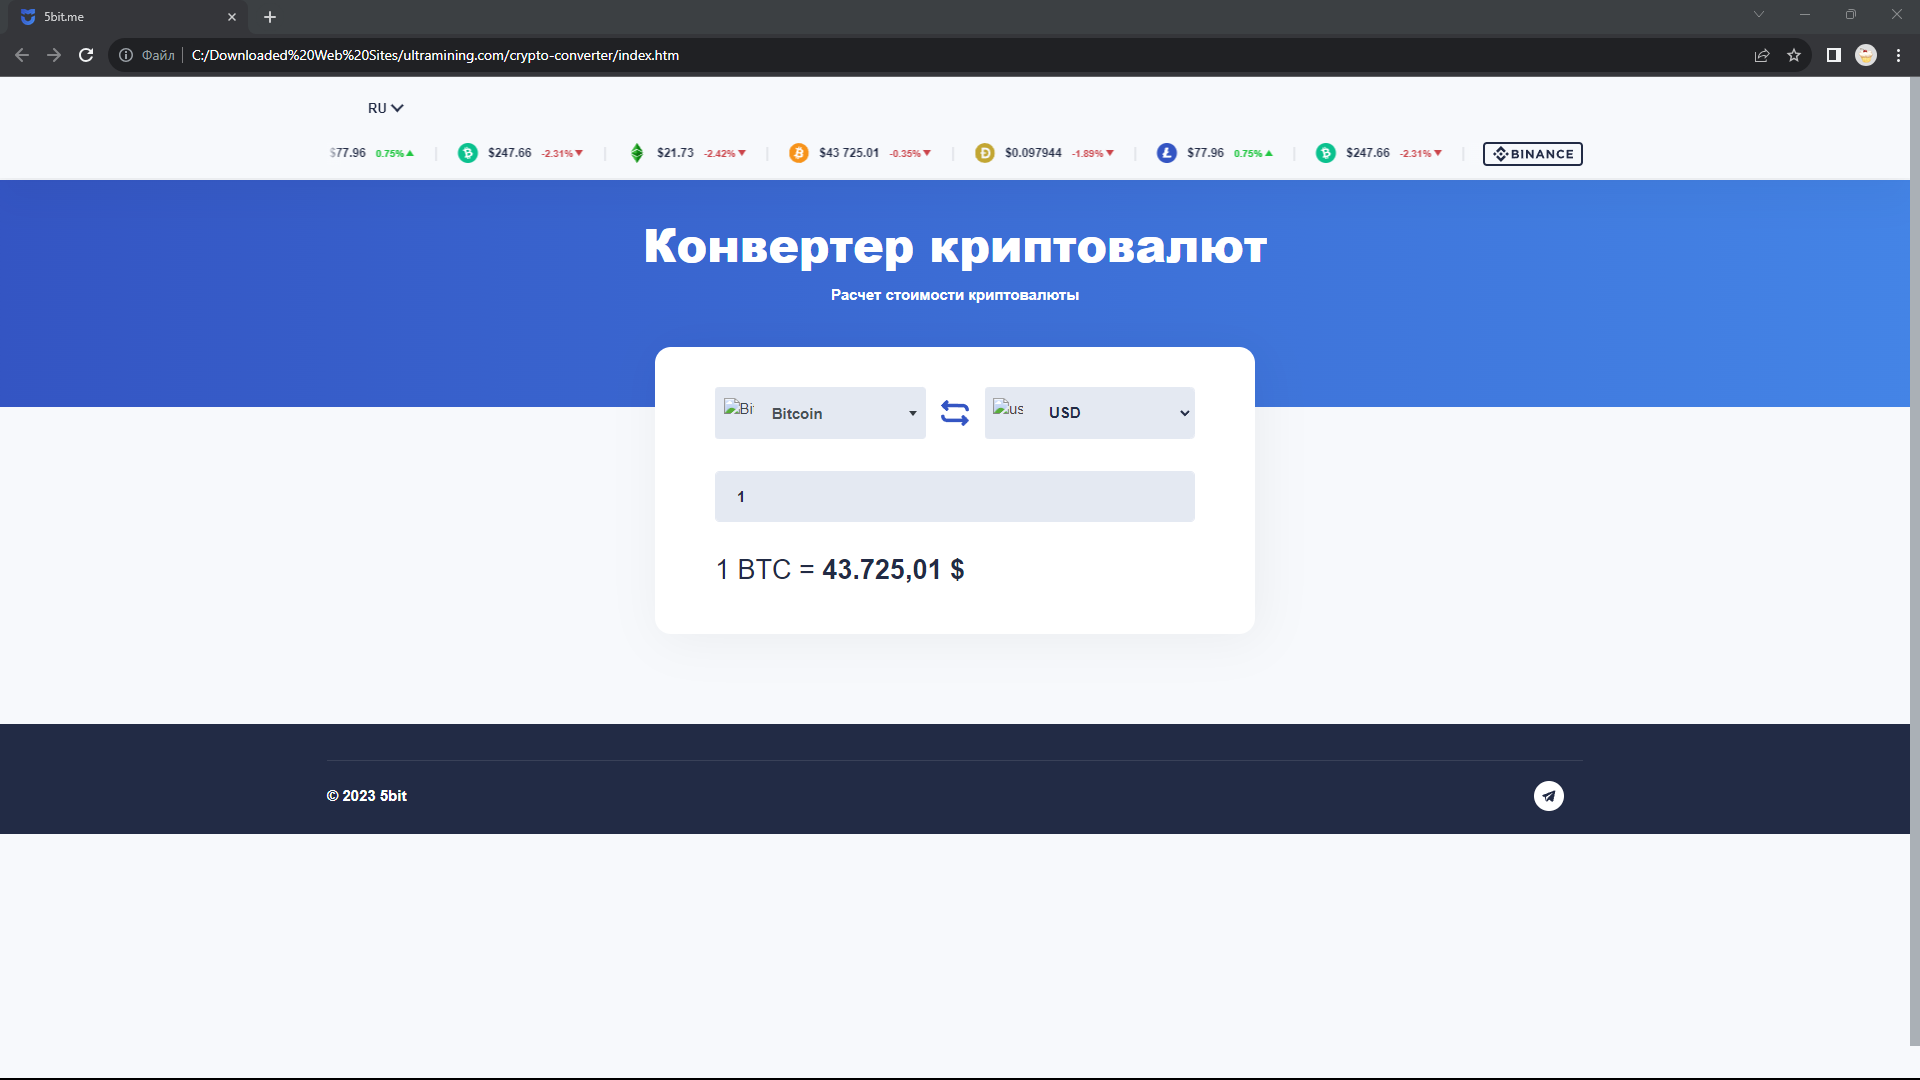 5bit.me
Файл C:/Downloaded%20Web%20Sites/ultramining.com/crypto-converter/index.htm
RU
$77.96 0.75% $247.66 -2.31% $21.73 -2.42% $43 725.01 -0.35% $0.097944 -1.89% $77.96 0.75% $247.66 -2.31% BINANCE
Конвертер криптовалют
Расчет стоимости криптовалюты
Bi Bitcoin us USD
1
1 BTC = 43.725,01 $
© 2023 5bit